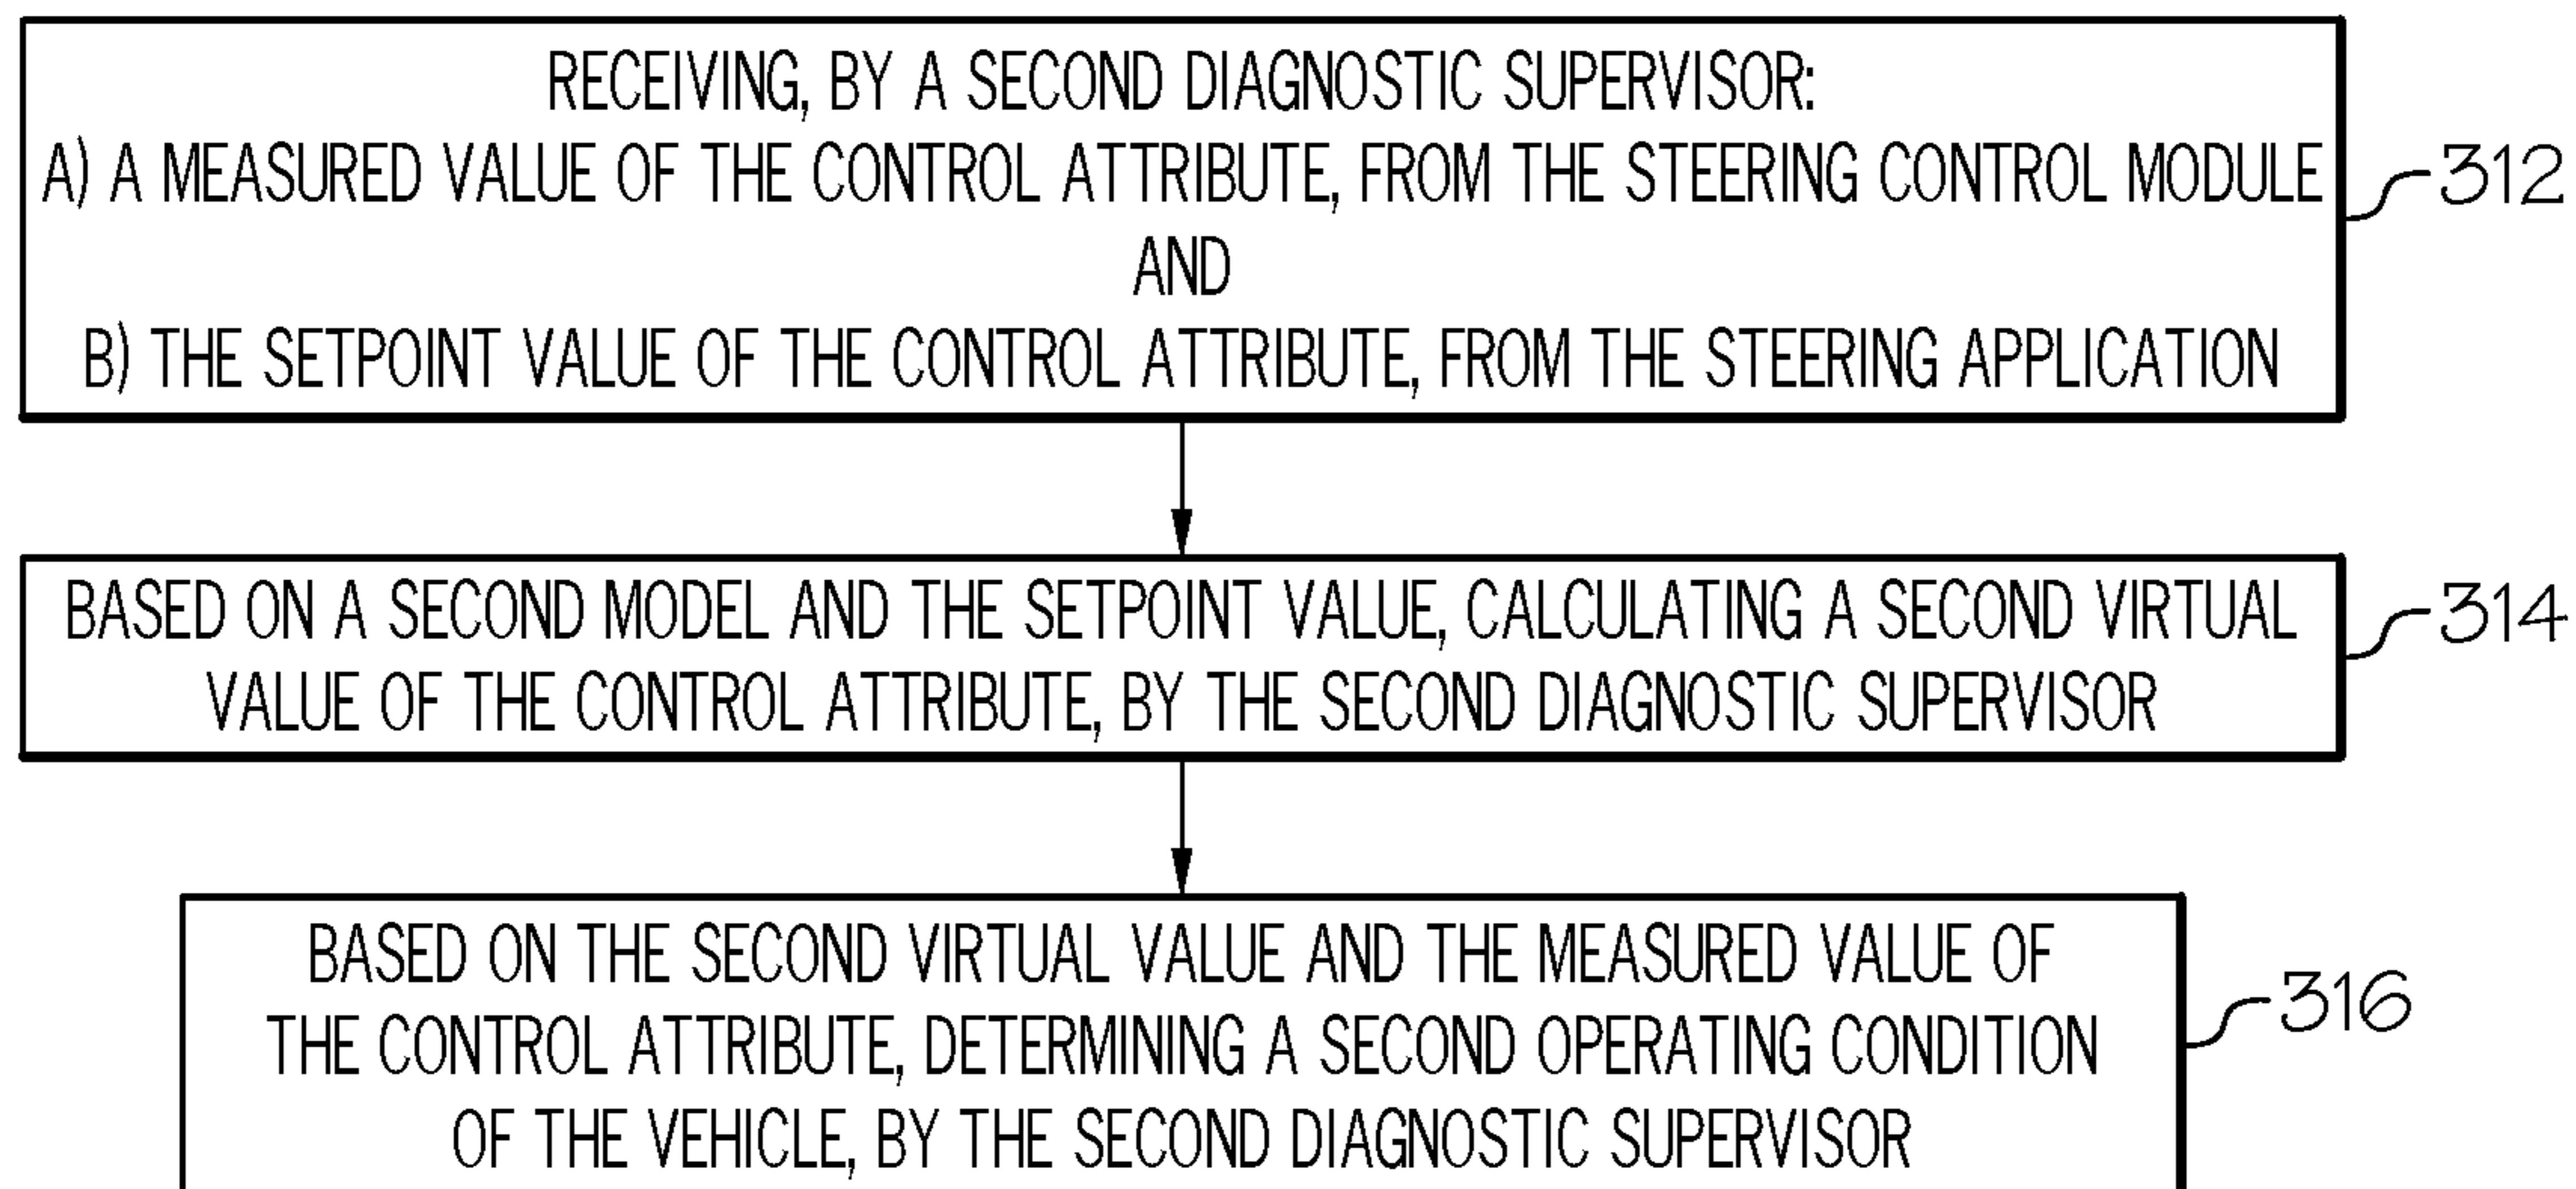 RECEIVING, BY A SECOND DIAGNOSTIC SUPERVISOR:
A) A MEASURED VALUE OF THE CONTROL ATTRIBUTE, FROM THE STEERING CONTROL MODULE
312
AND
B) THE SETPOINT VALUE OF THE CONTROL ATTRIBUTE, FROM THE STEERING APPLICATION
BASED ON A SECOND MODEL AND THE SETPOINT VALUE, CALCULATING A SECOND VIRTUAL
314
VALUE OF THE CONTROL ATTRIBUTE, BY THE SECOND DIAGNOSTIC SUPERVISOR
BASED ON THE SECOND VIRTUAL VALUE AND THE MEASURED VALUE OF
316
THE CONTROL ATTRIBUTE, DETERMINING A SECOND OPERATING CONDITION
OF THE VEHICLE, BY THE SECOND DIAGNOSTIC SUPERVISOR